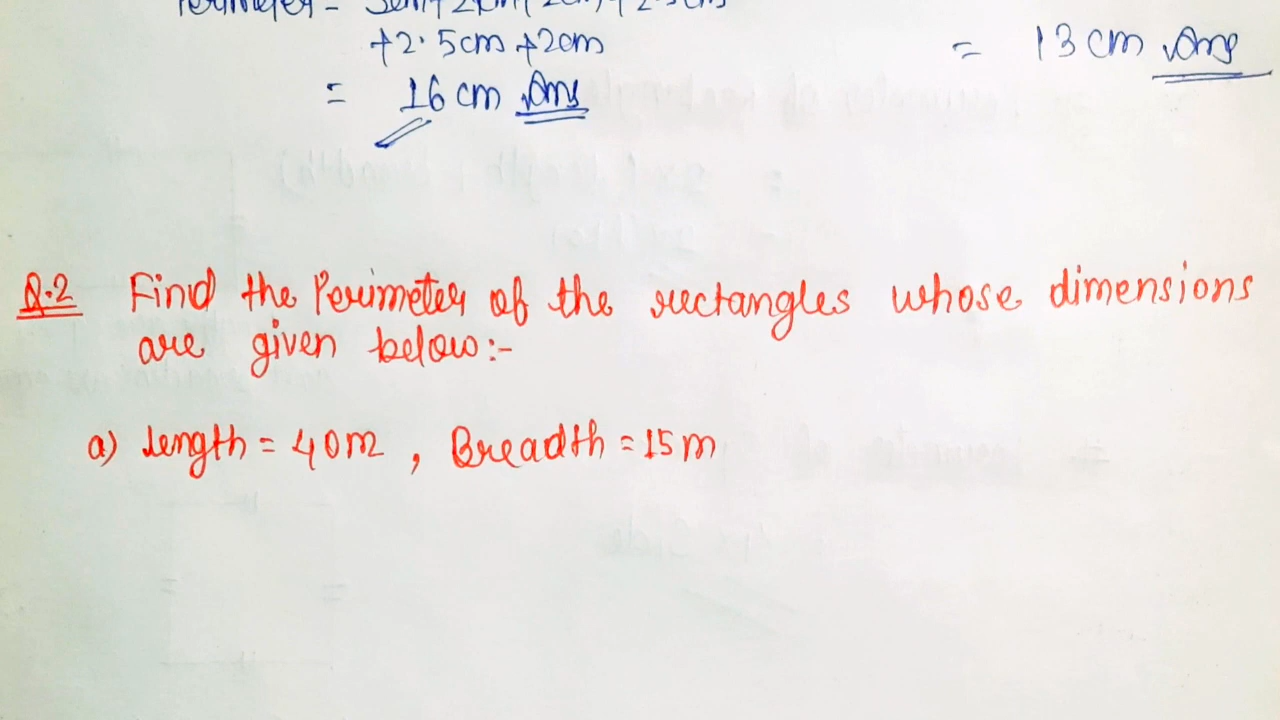 Perimeter =
+2.5cm +2cm
= 13 cm Ans
= 16 cm Ans
Q.2 Find the Perimeter of the rectangles whose dimensions
are given below:-
a) length = 40m , Breadth = 15m